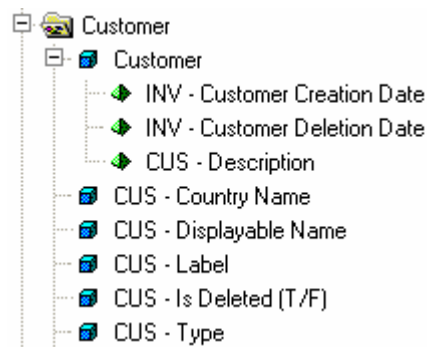 Customer
Customer
INV - Customer Creation Date
INV - Customer Deletion Date
CUS - Description
CUS - Country Name
CUS - Displayable Name
CUS - Label
CUS - Is Deleted (T/F)
CUS - Type